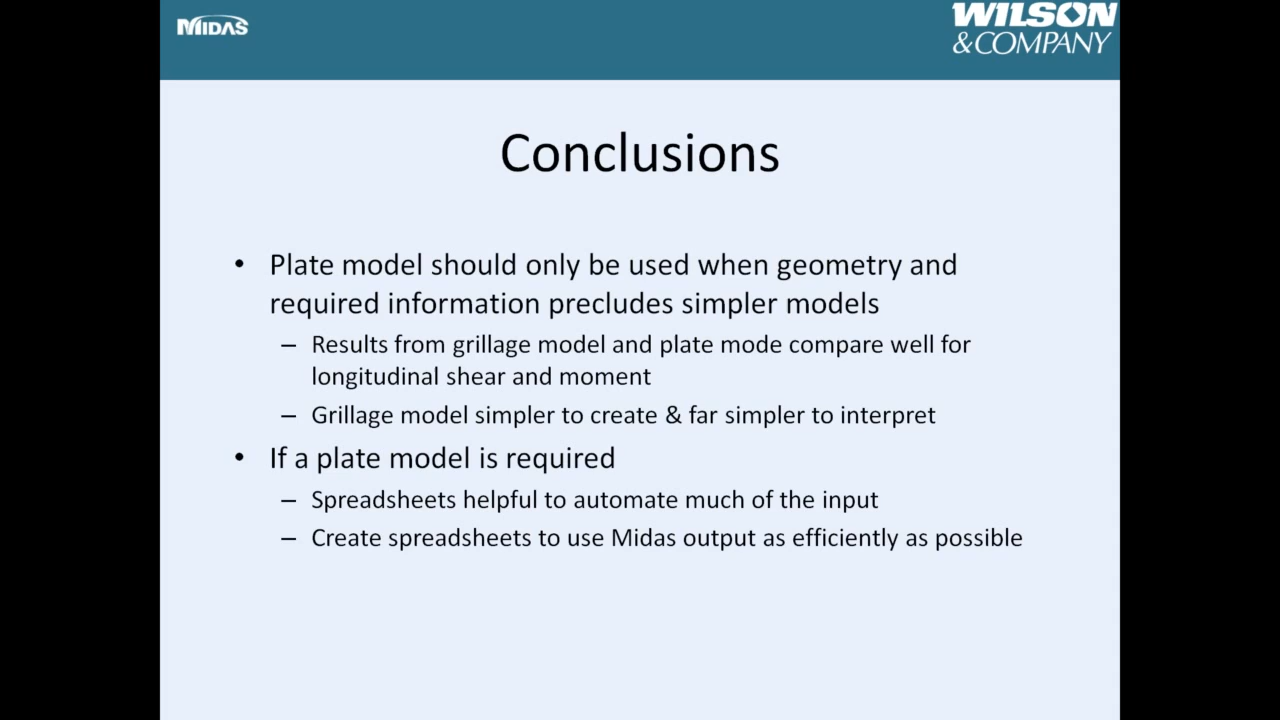 MIDAS
WILSON
&COMPANY
Conclusions
• Plate model should only be used when geometry and
required information precludes simpler models
– Results from grillage model and plate mode compare well for
longitudinal shear and moment
– Grillage model simpler to create & far simpler to interpret
• If a plate model is required
– Spreadsheets helpful to automate much of the input
– Create spreadsheets to use Midas output as efficiently as possible